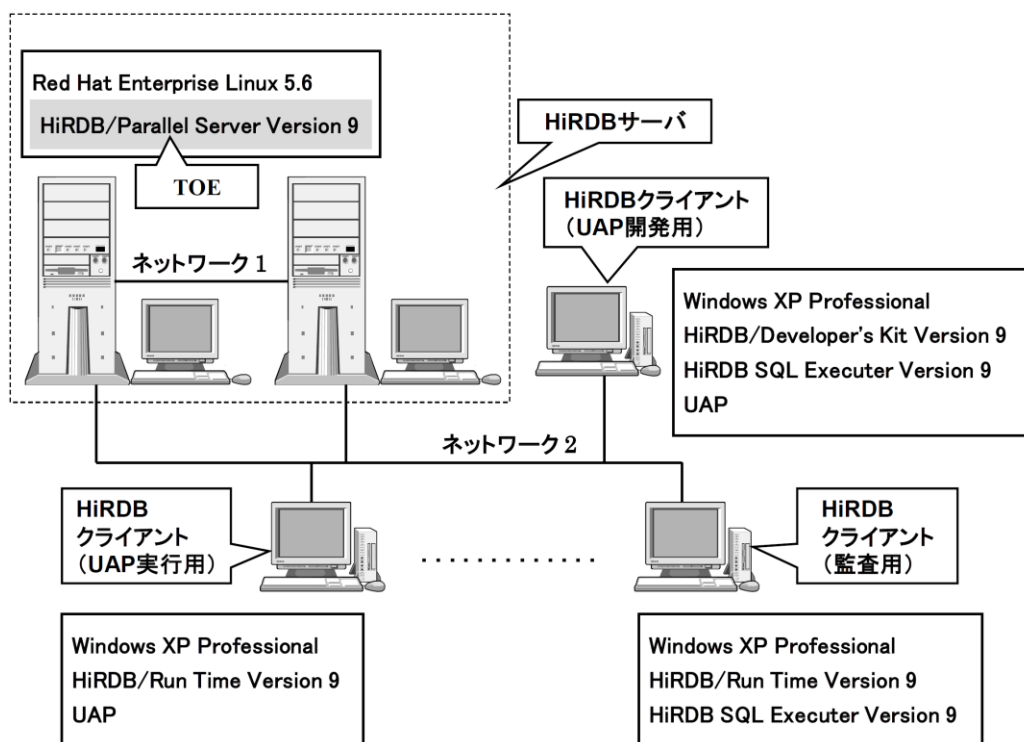 Red Hat Enterprise Linux 5.6
HiRDB/Parallel Server Version 9
TOE
HiRDBサーバ
ネットワーク1
HiRDBクライアント
（UAP開発用）
Windows XP Professional
HiRDB/Developer's Kit Version 9
HiRDB SQL Executer Version 9
UAP
ネットワーク2
HiRDB
クライアント
（UAP実行用）
HiRDB
クライアント
（監査用）
Windows XP Professional
HiRDB/Run Time Version 9
UAP
Windows XP Professional
HiRDB/Run Time Version 9
HiRDB SQL Executer Version 9